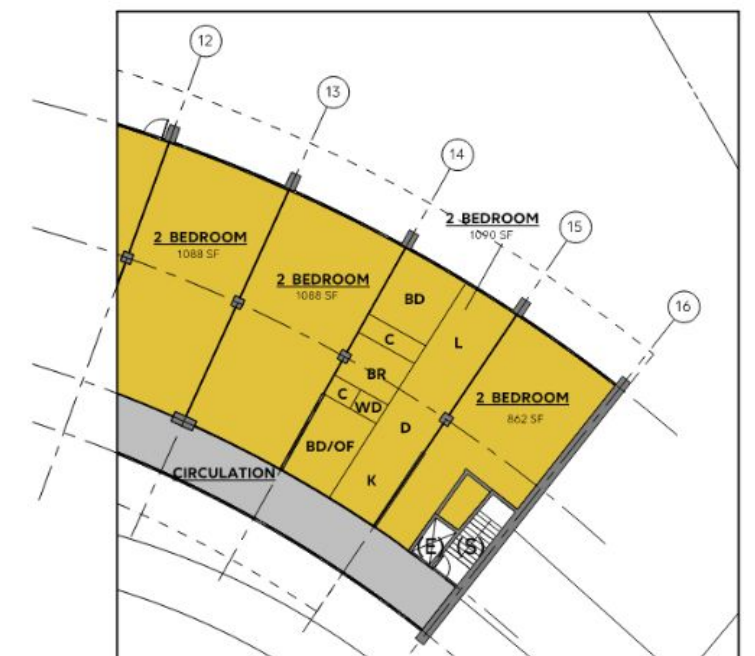 12
13
14
15
16
2 BEDROOM
1088 SF
2 BEDROOM
1088 SF
2 BEDROOM
1090 SF
2 BEDROOM
862 SF
BD
C
L
BR
C
WD
D
BD/OF
K
CIRCULATION
(E)
(S)